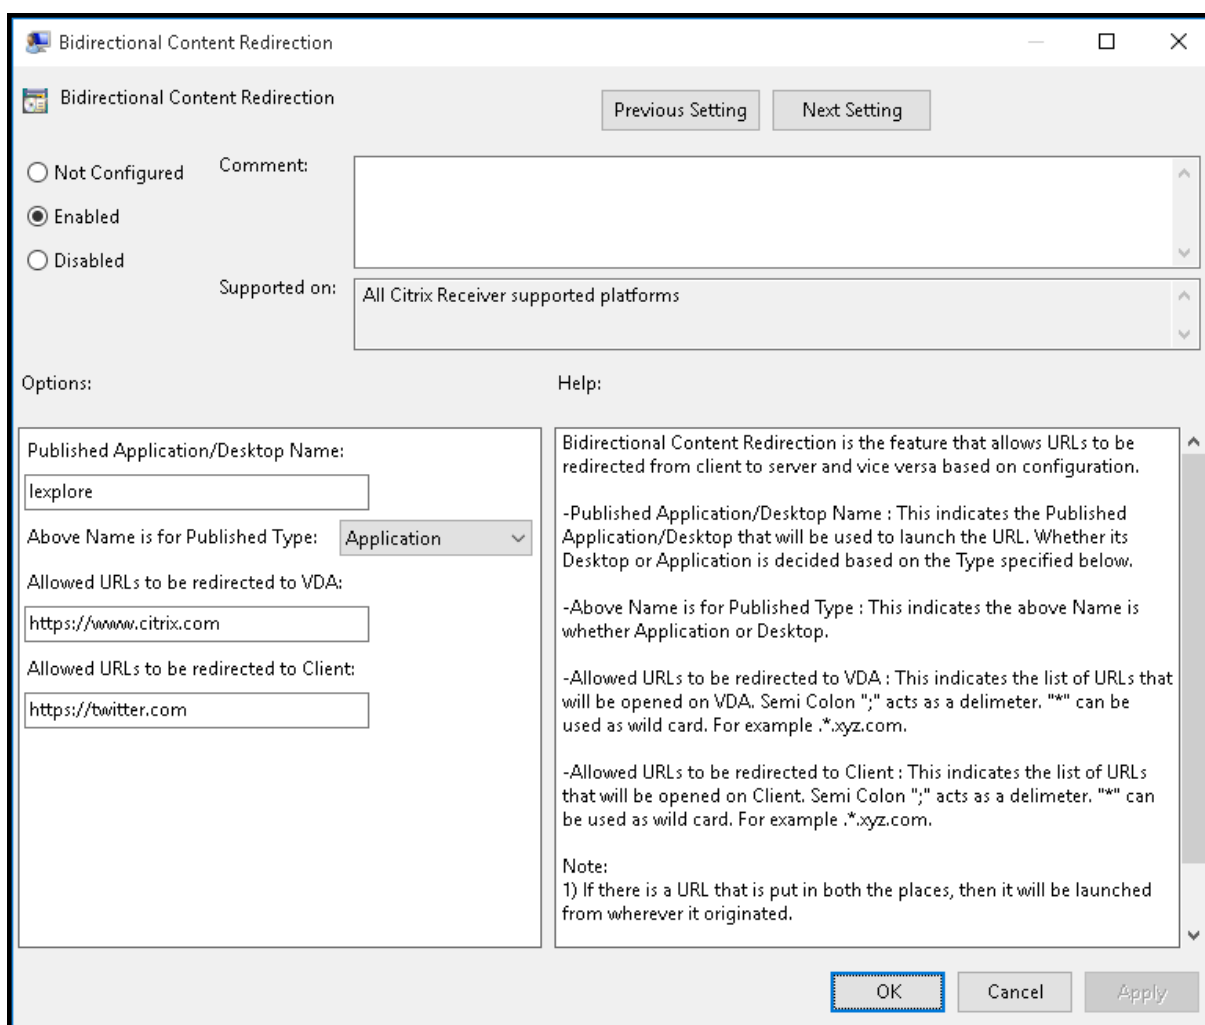 Bidirectional Content Redirection
Bidirectional Content Redirection
Previous Setting
Next Setting
Not Configured
Comment:
Enabled
Disabled
Supported on:
All Citrix Receiver supported platforms
Options:
Help:
Published Application/Desktop Name:
Iexplore
Above Name is for Published Type:
Application
Allowed URLs to be redirected to VDA:
https://www.citrix.com
Allowed URLs to be redirected to Client:
https://twitter.com
Bidirectional Content Redirection is the feature that allows URLs to be
redirected from client to server and vice versa based on configuration.
-Published Application/Desktop Name : This indicates the Published
Application/Desktop that will be used to launch the URL. Whether its
Desktop or Application is decided based on the Type specified below.
-Above Name is for Published Type : This indicates the above Name is
whether Application or Desktop.
-Allowed URLs to be redirected to VDA : This indicates the list of URLs that
will be opened on VDA. Semi Colon ";" acts as a delimeter. "*" can be
used as wild card. For example .*.xyz.com.
-Allowed URLs to be redirected to Client : This indicates the list of URLs
that will be opened on Client. Semi Colon ";" acts as a delimeter. "*" can
be used as wild card. For example .*.xyz.com.
Note:
1) If there is a URL that is put in both the places, then it will be launched
from wherever it originated.
OK
Cancel
Apply